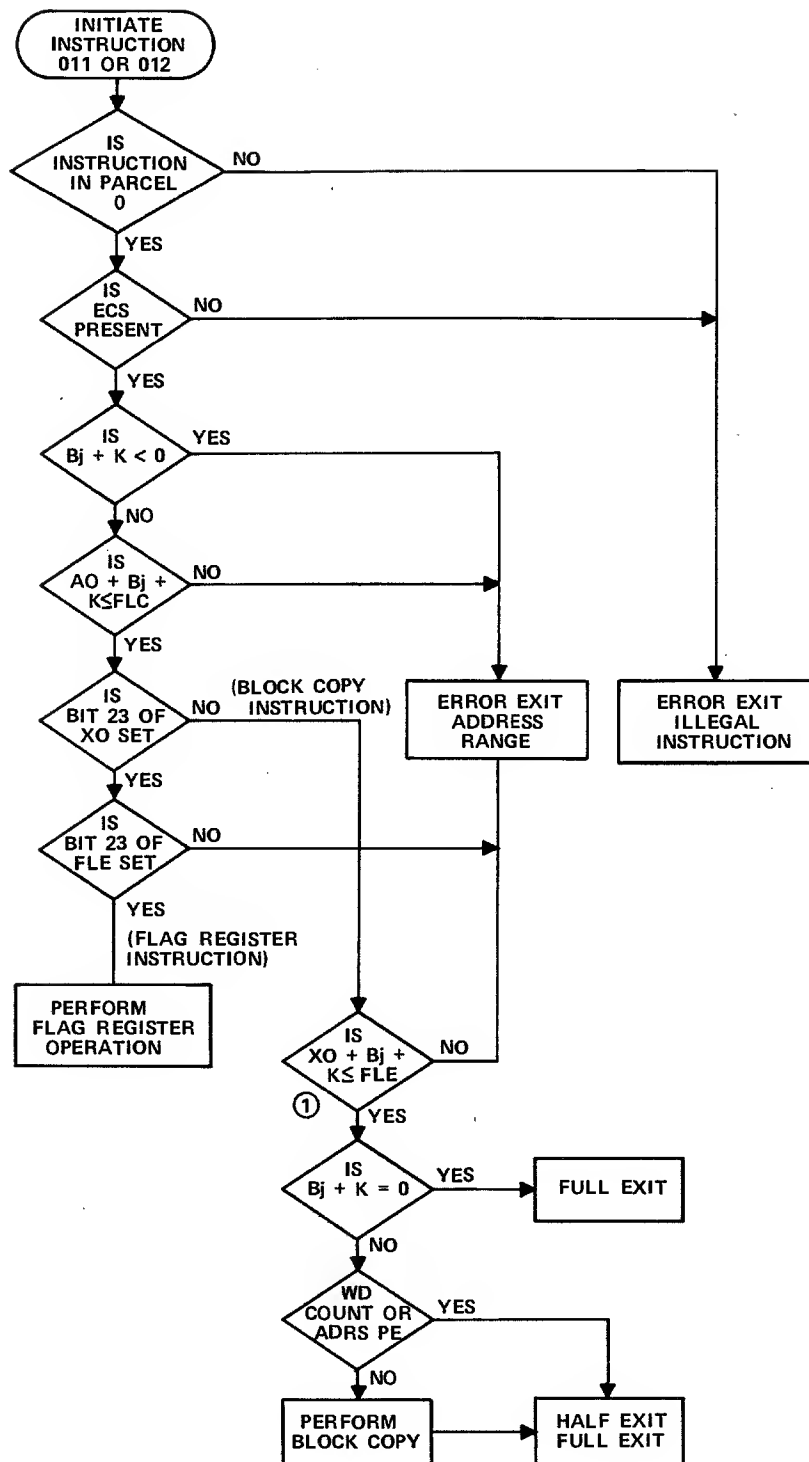 INITIATE
INSTRUCTION
011 OR 012
IS
INSTRUCTION
IN PARCEL
0
NO
YES
IS
ECS
PRESENT
NO
YES
IS
Bj + K < 0
YES
NO
IS
AO + Bj +
K≤FLC
NO
YES
IS
BIT 23 OF
XO SET
NO
(BLOCK COPY
INSTRUCTION)
YES
ERROR EXIT
ADDRESS
RANGE
ERROR EXIT
ILLEGAL
INSTRUCTION
IS
BIT 23 OF
FLE SET
NO
YES
(FLAG REGISTER
INSTRUCTION)
PERFORM
FLAG REGISTER
OPERATION
IS
XO + Bj +
K≤ FLE
NO
①
YES
IS
Bj + K = 0
YES
FULL EXIT
NO
WD
COUNT OR
ADRS PE
YES
NO
PERFORM
BLOCK COPY
HALF EXIT
FULL EXIT